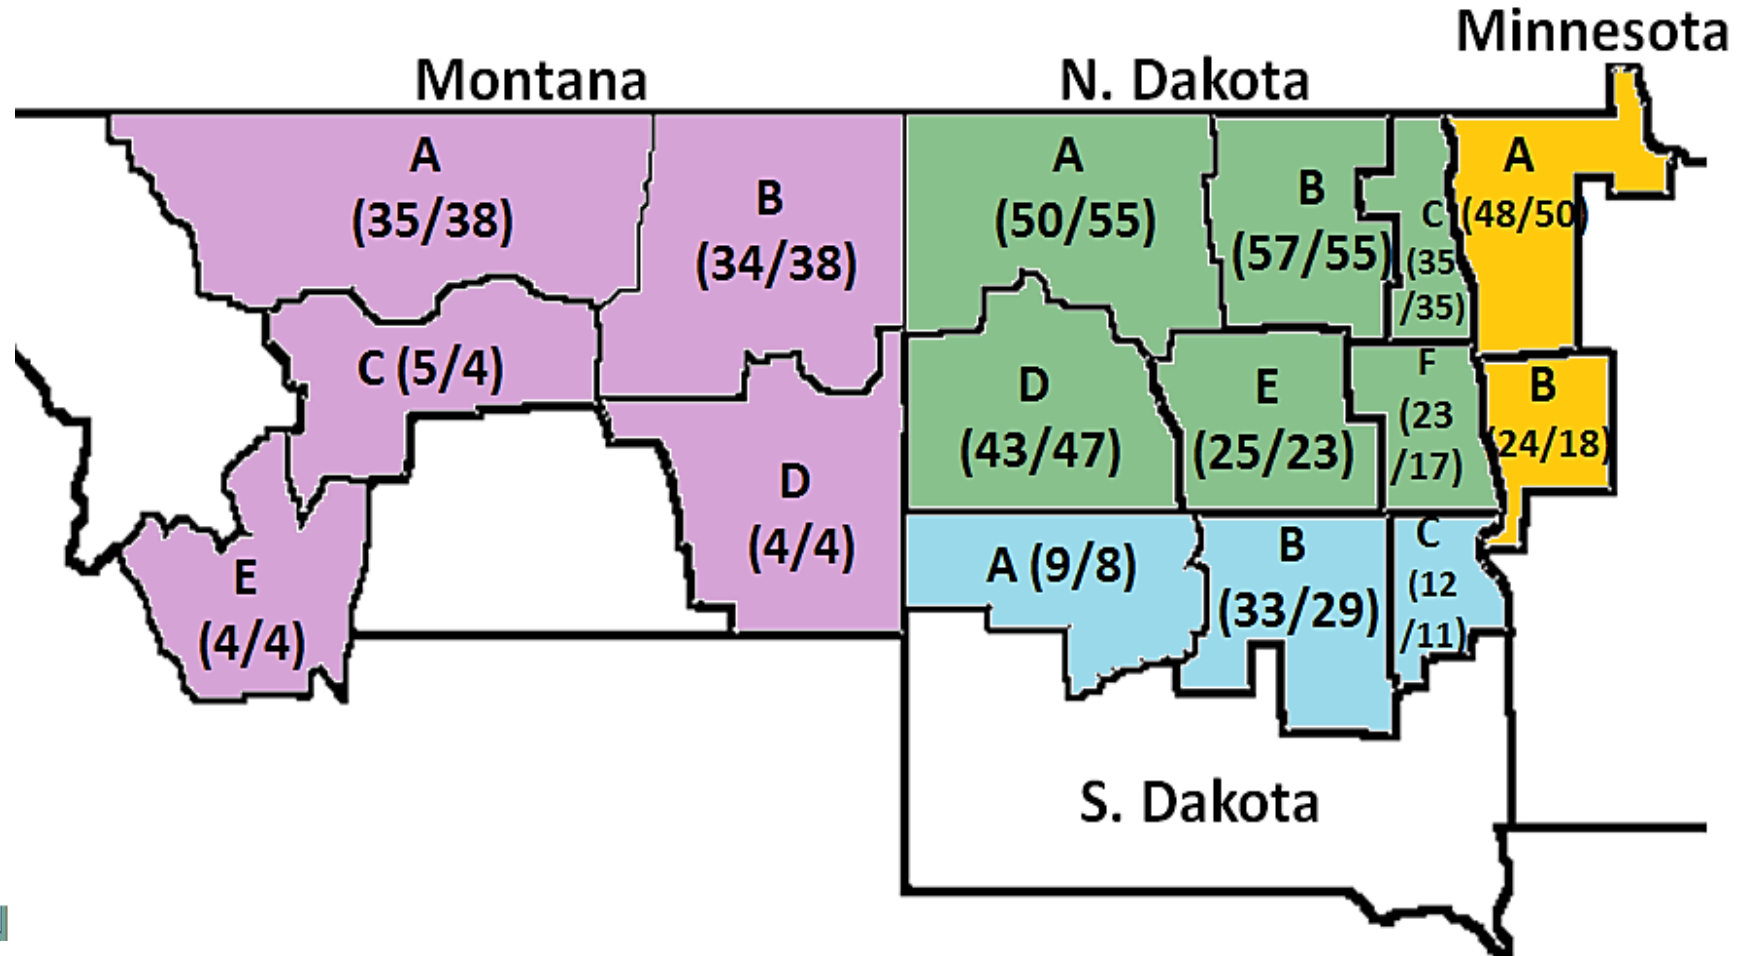 Minnesota
Montana
N. Dakota
A
(35/38)
B
(34/38)
C (5/4)
D
(4/4)
E
(4/4)
A
(50/55)
B
(57/55)
C
(35
/35)
D
(43/47)
E
(25/23)
F
(23
/17)
A
(48/50)
B
(24/18)
A (9/8)
B
(33/29)
C
(12
/11)
S. Dakota